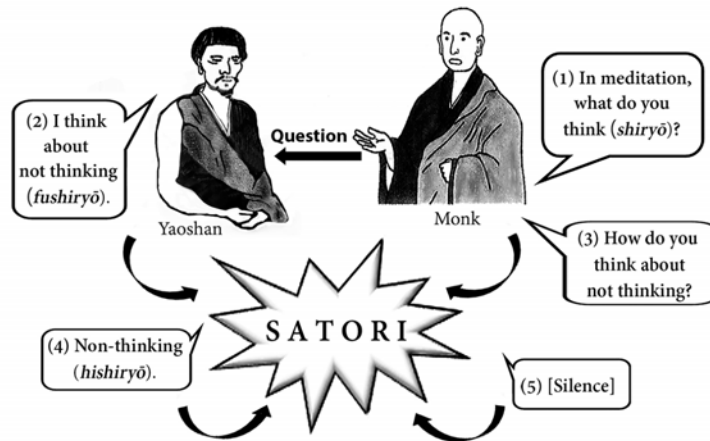 (1) In meditation,
what do you
think (shiryō)?
(2) I think
about
not thinking
(fushiryō).
Question
Yaoshan
Monk
(3) How do you
think about
not thinking?
SATORI
(4) Non-thinking
(hishiryō).
(5) [Silence]